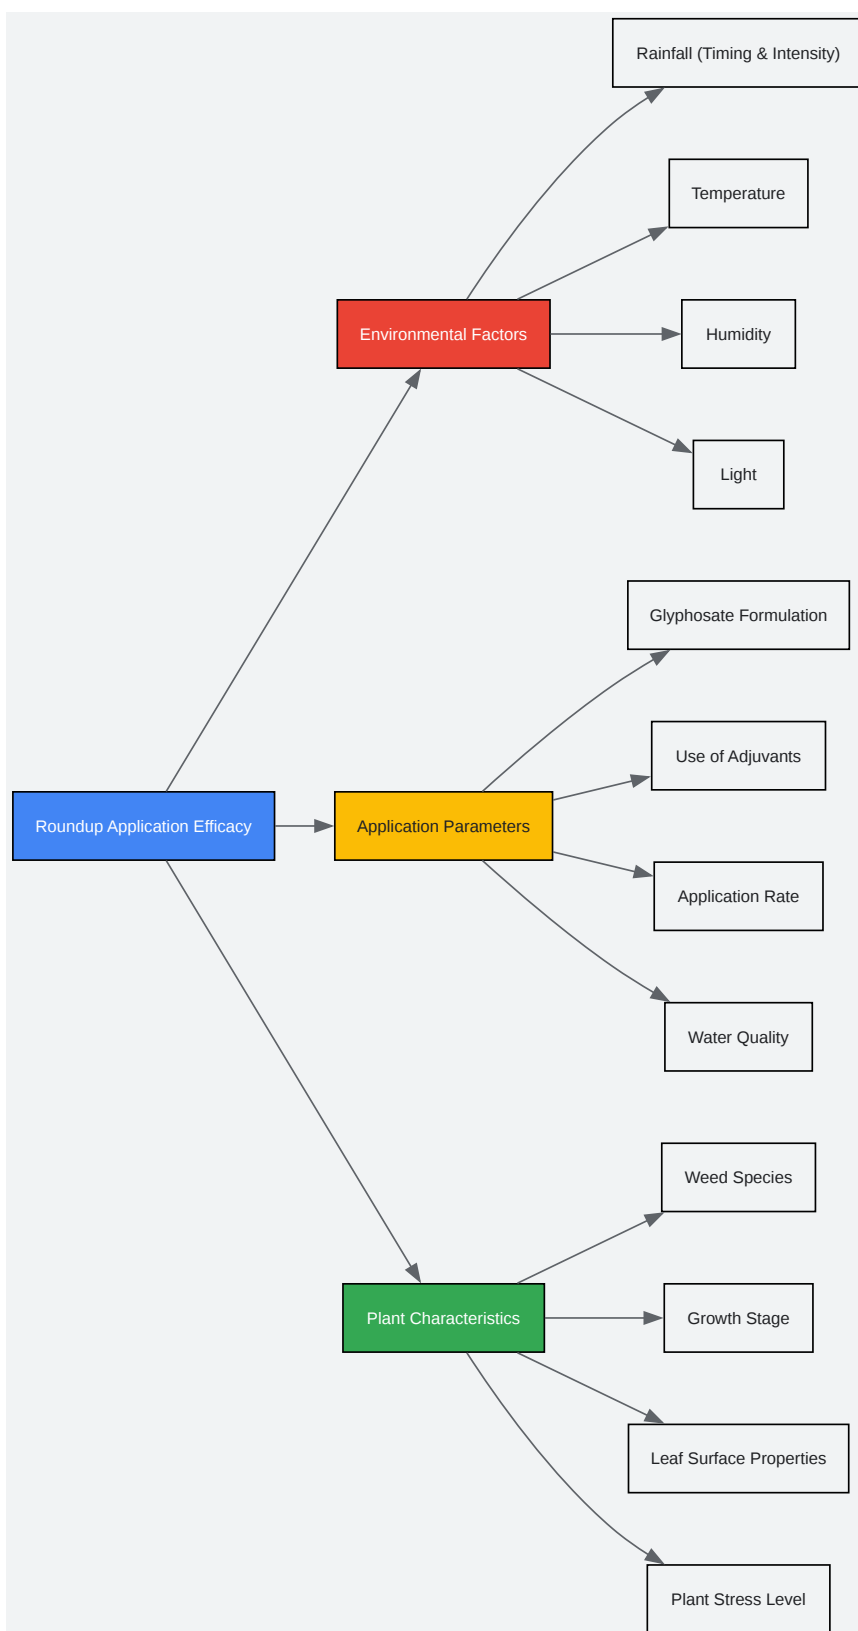 Rainfall (Timing & Intensity)
Temperature
Environmental Factors
Humidity
Light
Glyphosate Formulation
Use of Adjuvants
Roundup Application Efficacy
Application Parameters
Application Rate
Water Quality
Weed Species
Plant Characteristics
Growth Stage
Leaf Surface Properties
Plant Stress Level